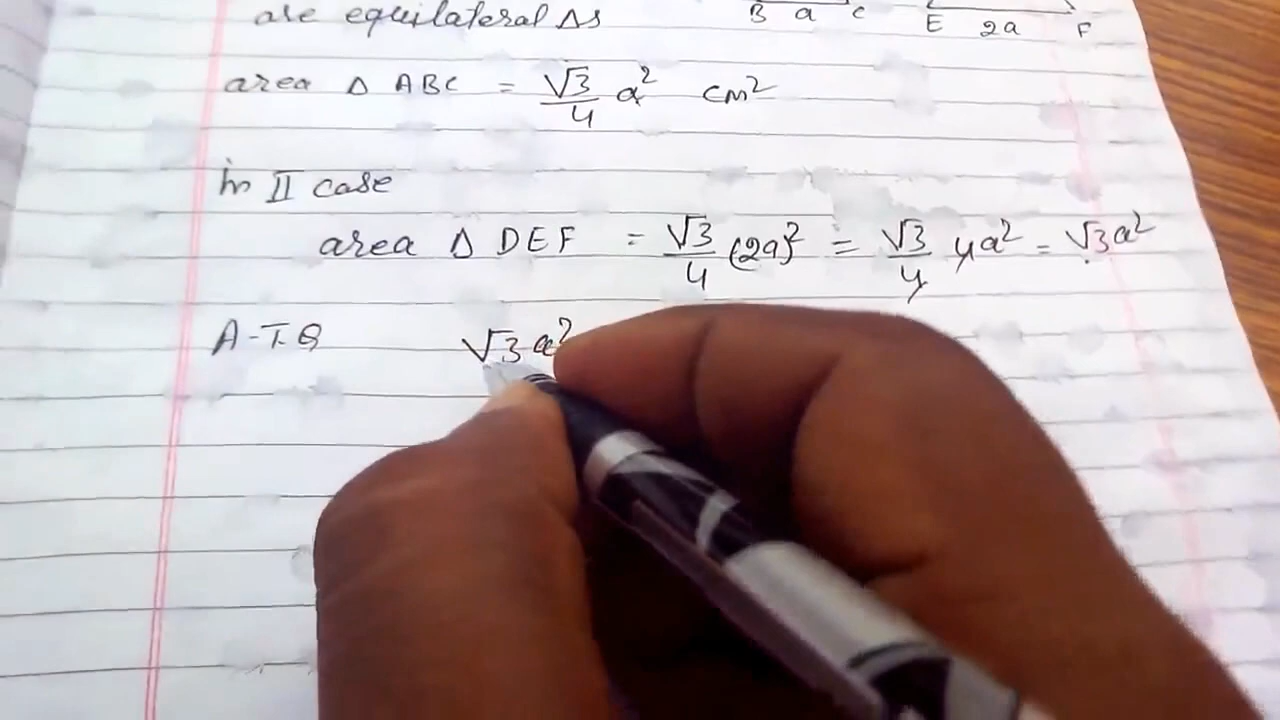 are equilateral Δs B a C E 2a F
area Δ ABC = √3/4 a² cm²
In II case
area Δ DEF = √3/4 (2a)² = √3/4 4a² = √3a²
A-T-Q √3a²